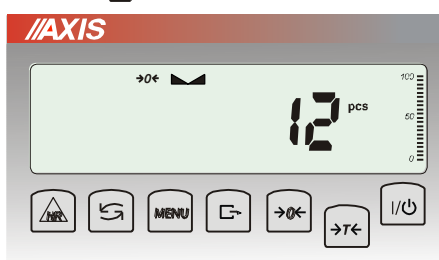 //AXIS
→0←
100
12 pcs
50
0
HR
MENU
→0←
→T←
I/⏻